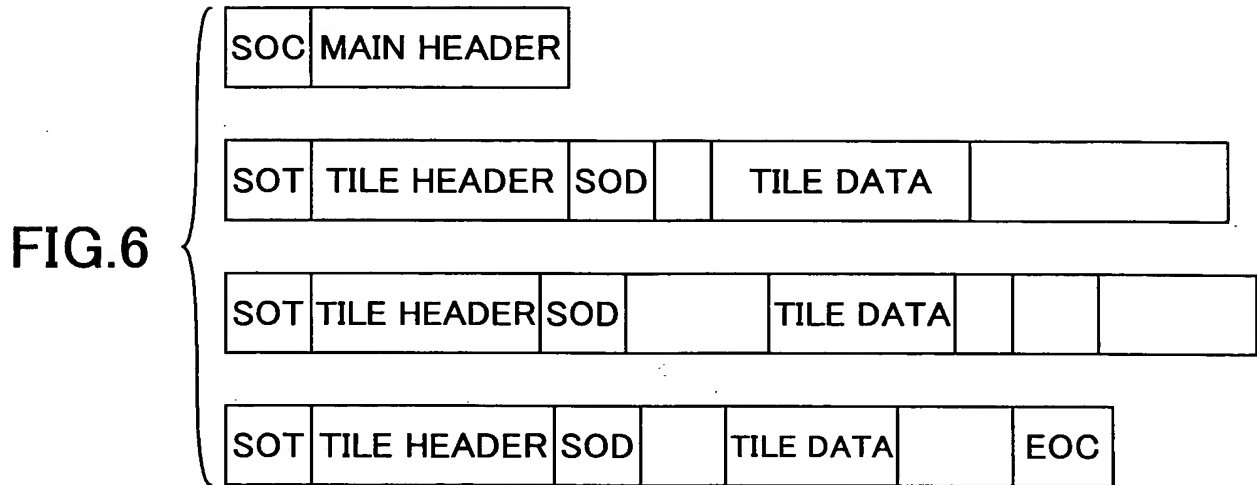 SOC MAIN HEADER
SOT TILE HEADER SOD TILE DATA
FIG.6
SOT TILE HEADER SOD TILE DATA
SOT TILE HEADER SOD TILE DATA EOC